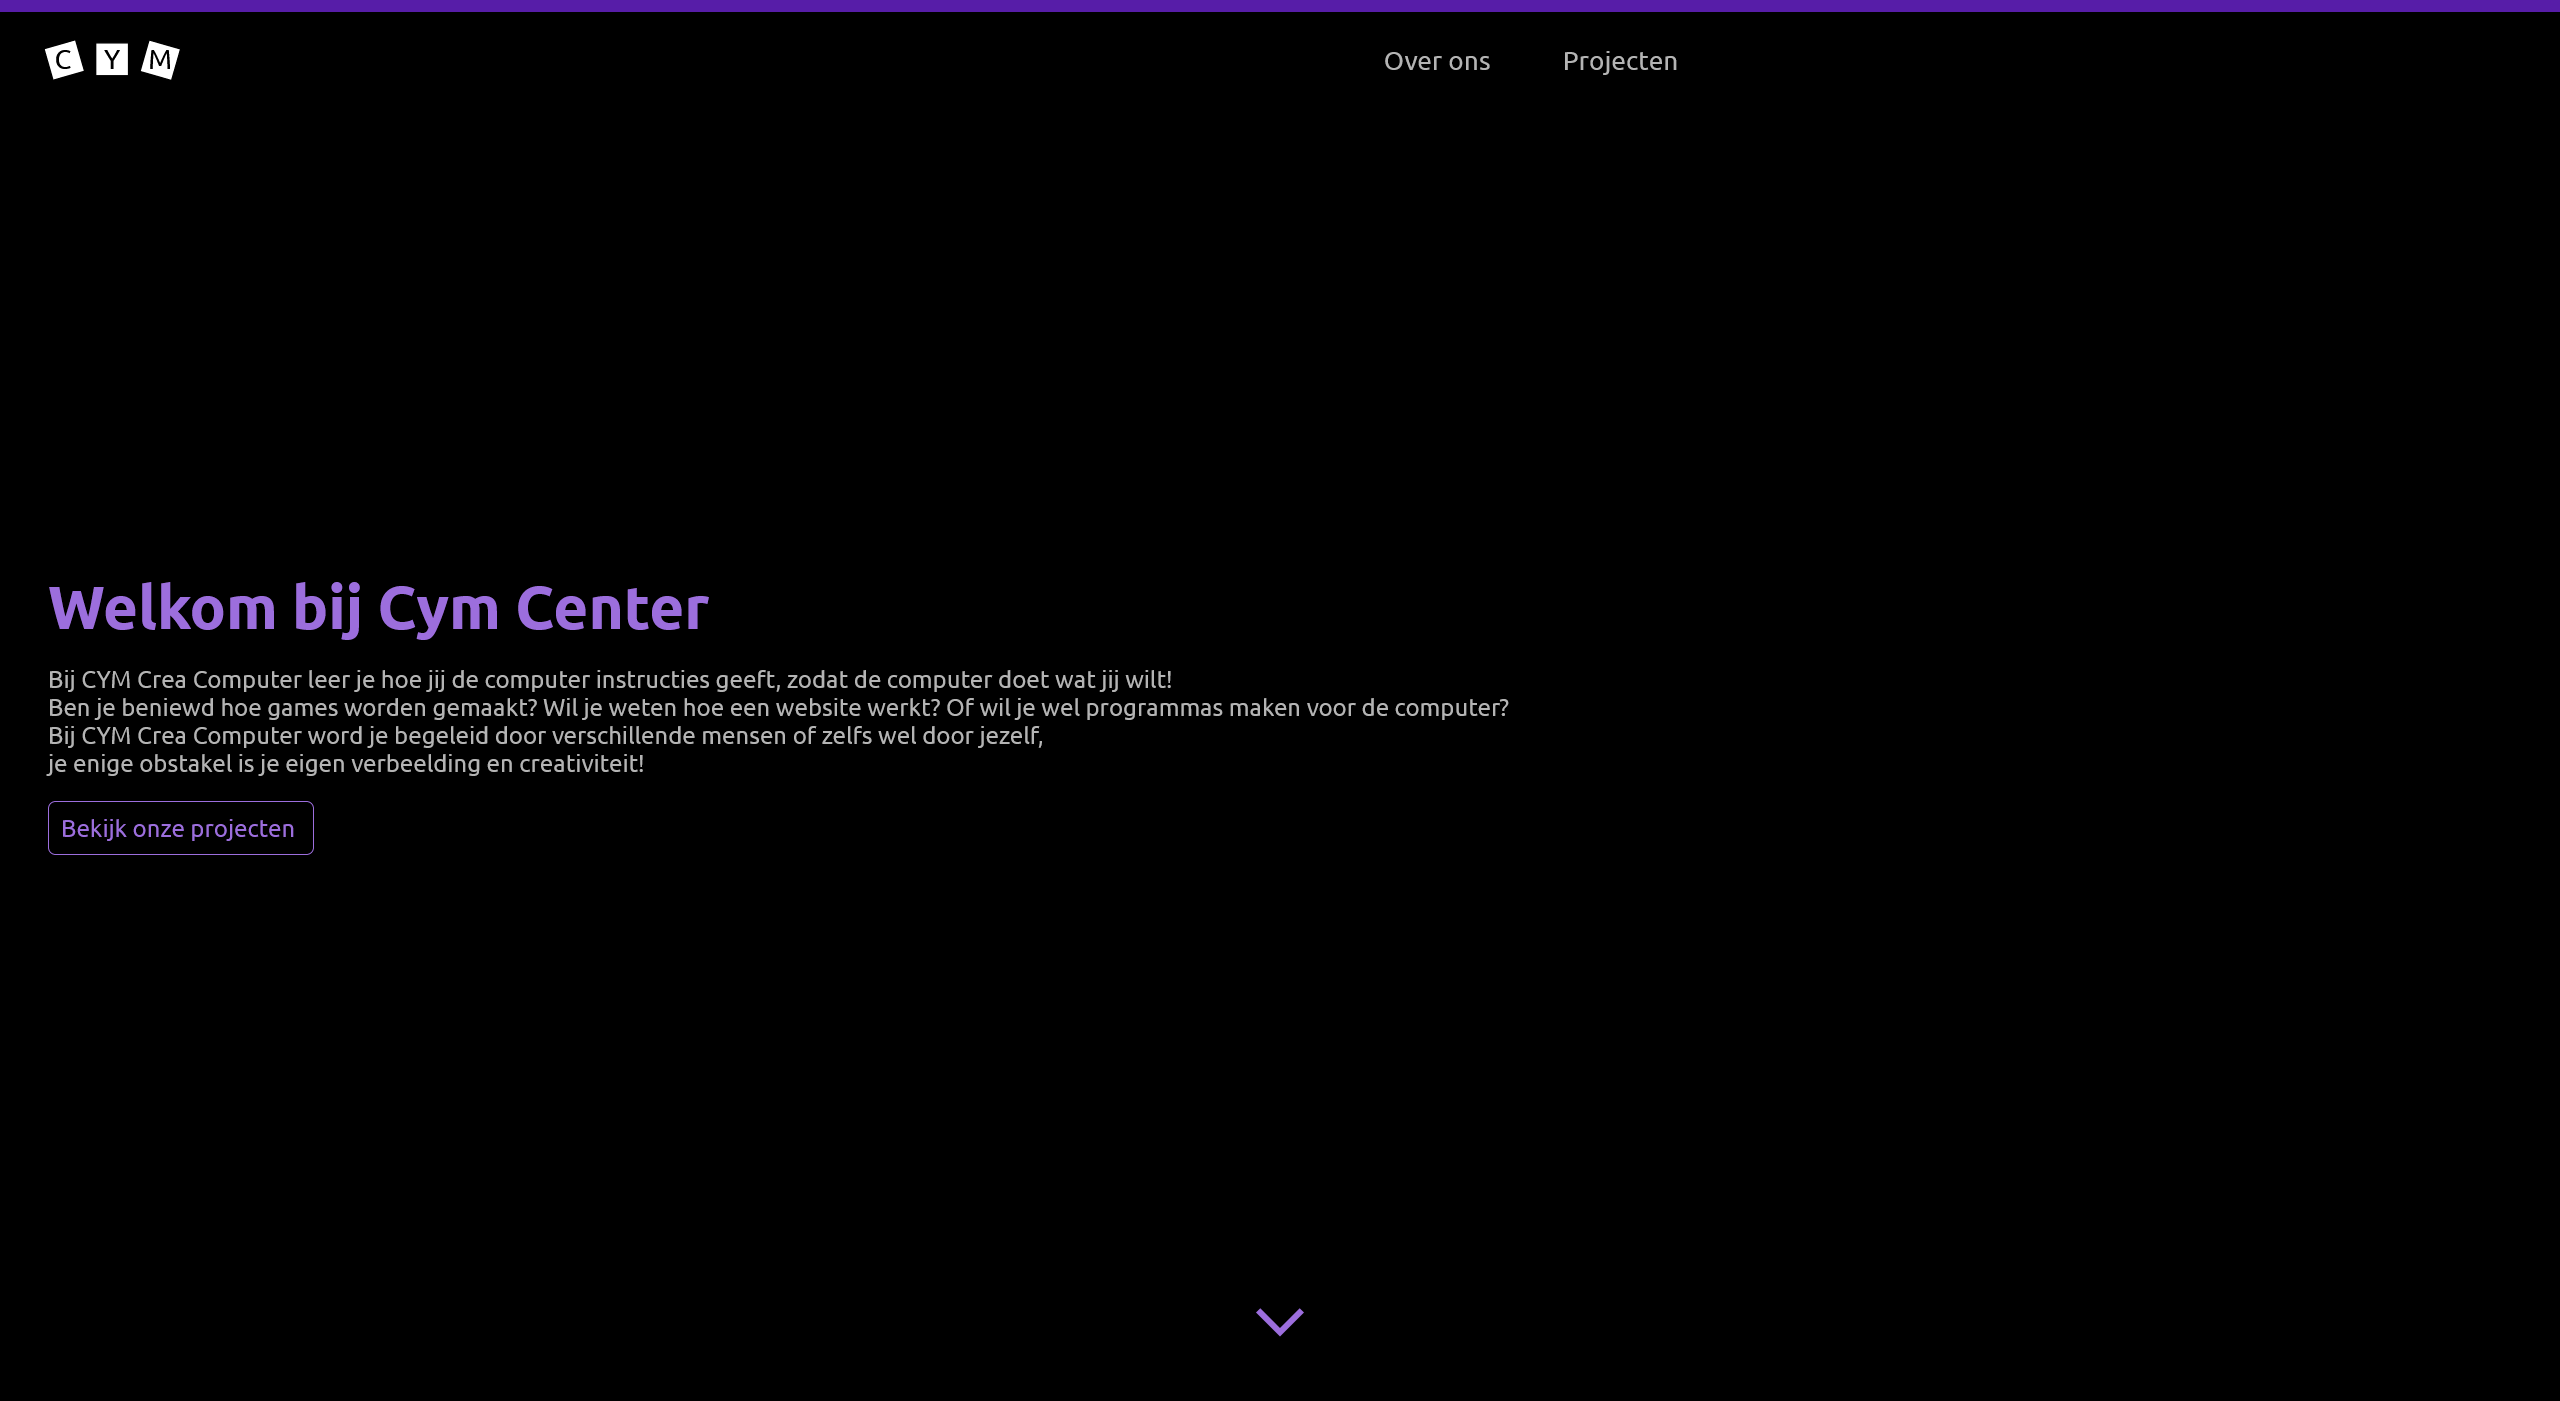 C Y M
Over ons
Projecten
Welkom bij Cym Center
Bij CYM Crea Computer leer je hoe jij de computer instructies geeft, zodat de computer doet wat jij wilt!
Ben je beniewd hoe games worden gemaakt? Wil je weten hoe een website werkt? Of wil je wel programmas maken voor de computer?
Bij CYM Crea Computer word je begeleid door verschillende mensen of zelfs wel door jezelf,
je enige obstakel is je eigen verbeelding en creativiteit!
Bekijk onze projecten